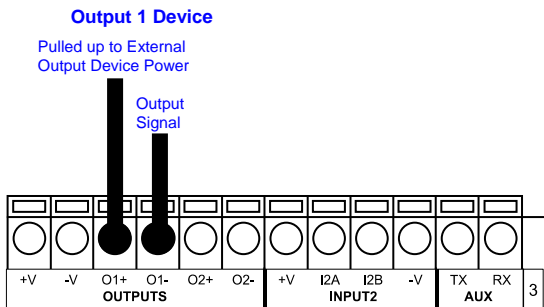 Output 1 Device
Pulled up to External
Output Device Power
Output
Signal
+V -V O1+ O1- O2+ O2- +V I2A I2B -V TX RX
OUTPUTS INPUT2 AUX 3